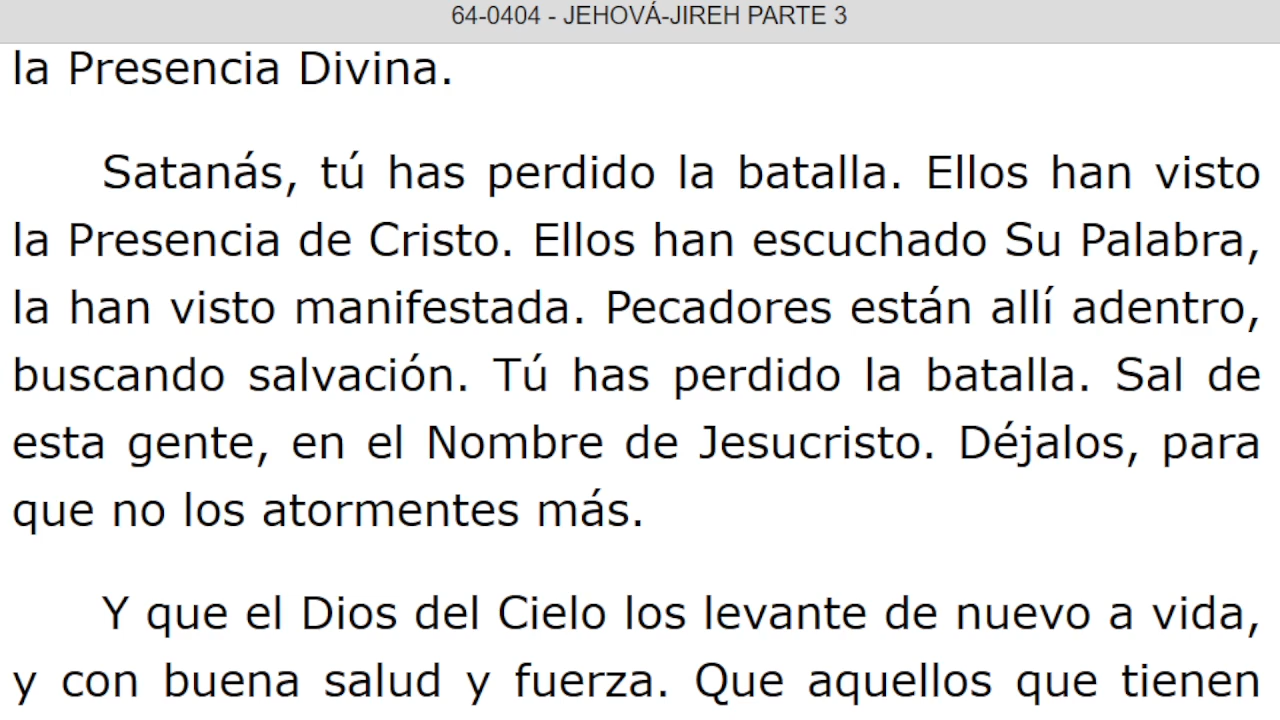 64-0404 - JEHOVÁ-JIREH PARTE 3
la Presencia Divina.
Satanás, tú has perdido la batalla. Ellos han visto
la Presencia de Cristo. Ellos han escuchado Su Palabra,
la han visto manifestada. Pecadores están allí adentro,
buscando salvación. Tú has perdido la batalla. Sal de
esta gente, en el Nombre de Jesucristo. Déjalos, para
que no los atormentes más.
Y que el Dios del Cielo los levante de nuevo a vida,
y con buena salud y fuerza. Que aquellos que tienen